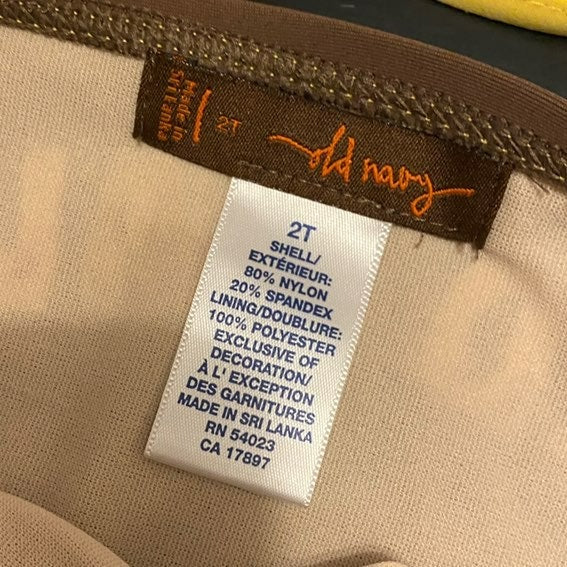 Made in
Sri Lanka
2T
old navy
2T
SHELL/
EXTÉRIEUR:
80% NYLON
20% SPANDEX
LINING/DOUBLURE:
100% POLYESTER
EXCLUSIVE OF
DECORATION/
À L' EXCEPTION
DES GARNITURES
MADE IN SRI LANKA
RN 54023
CA 17897